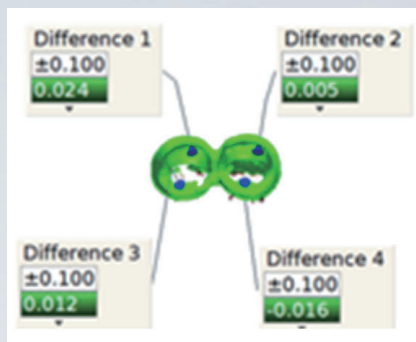 Difference 1
±0.100
0.024
Difference 2
±0.100
0.005
Difference 3
±0.100
0.012
Difference 4
±0.100
-0.016